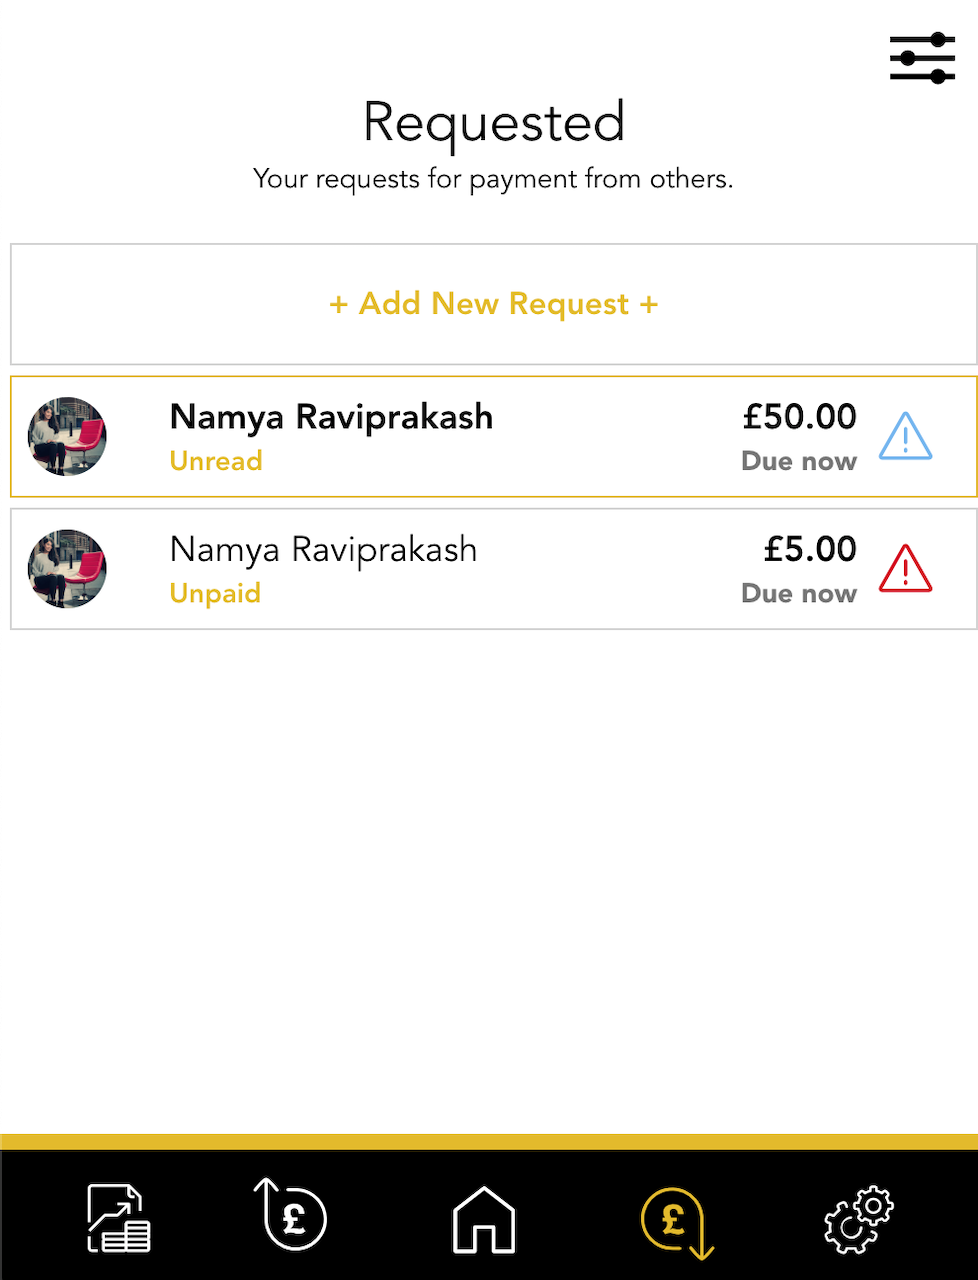 Requested
Your requests for payment from others.
+ Add New Request +
Namya Raviprakash
£50.00
Unread
Due now
Namya Raviprakash
£5.00
Unpaid
Due now
£
£